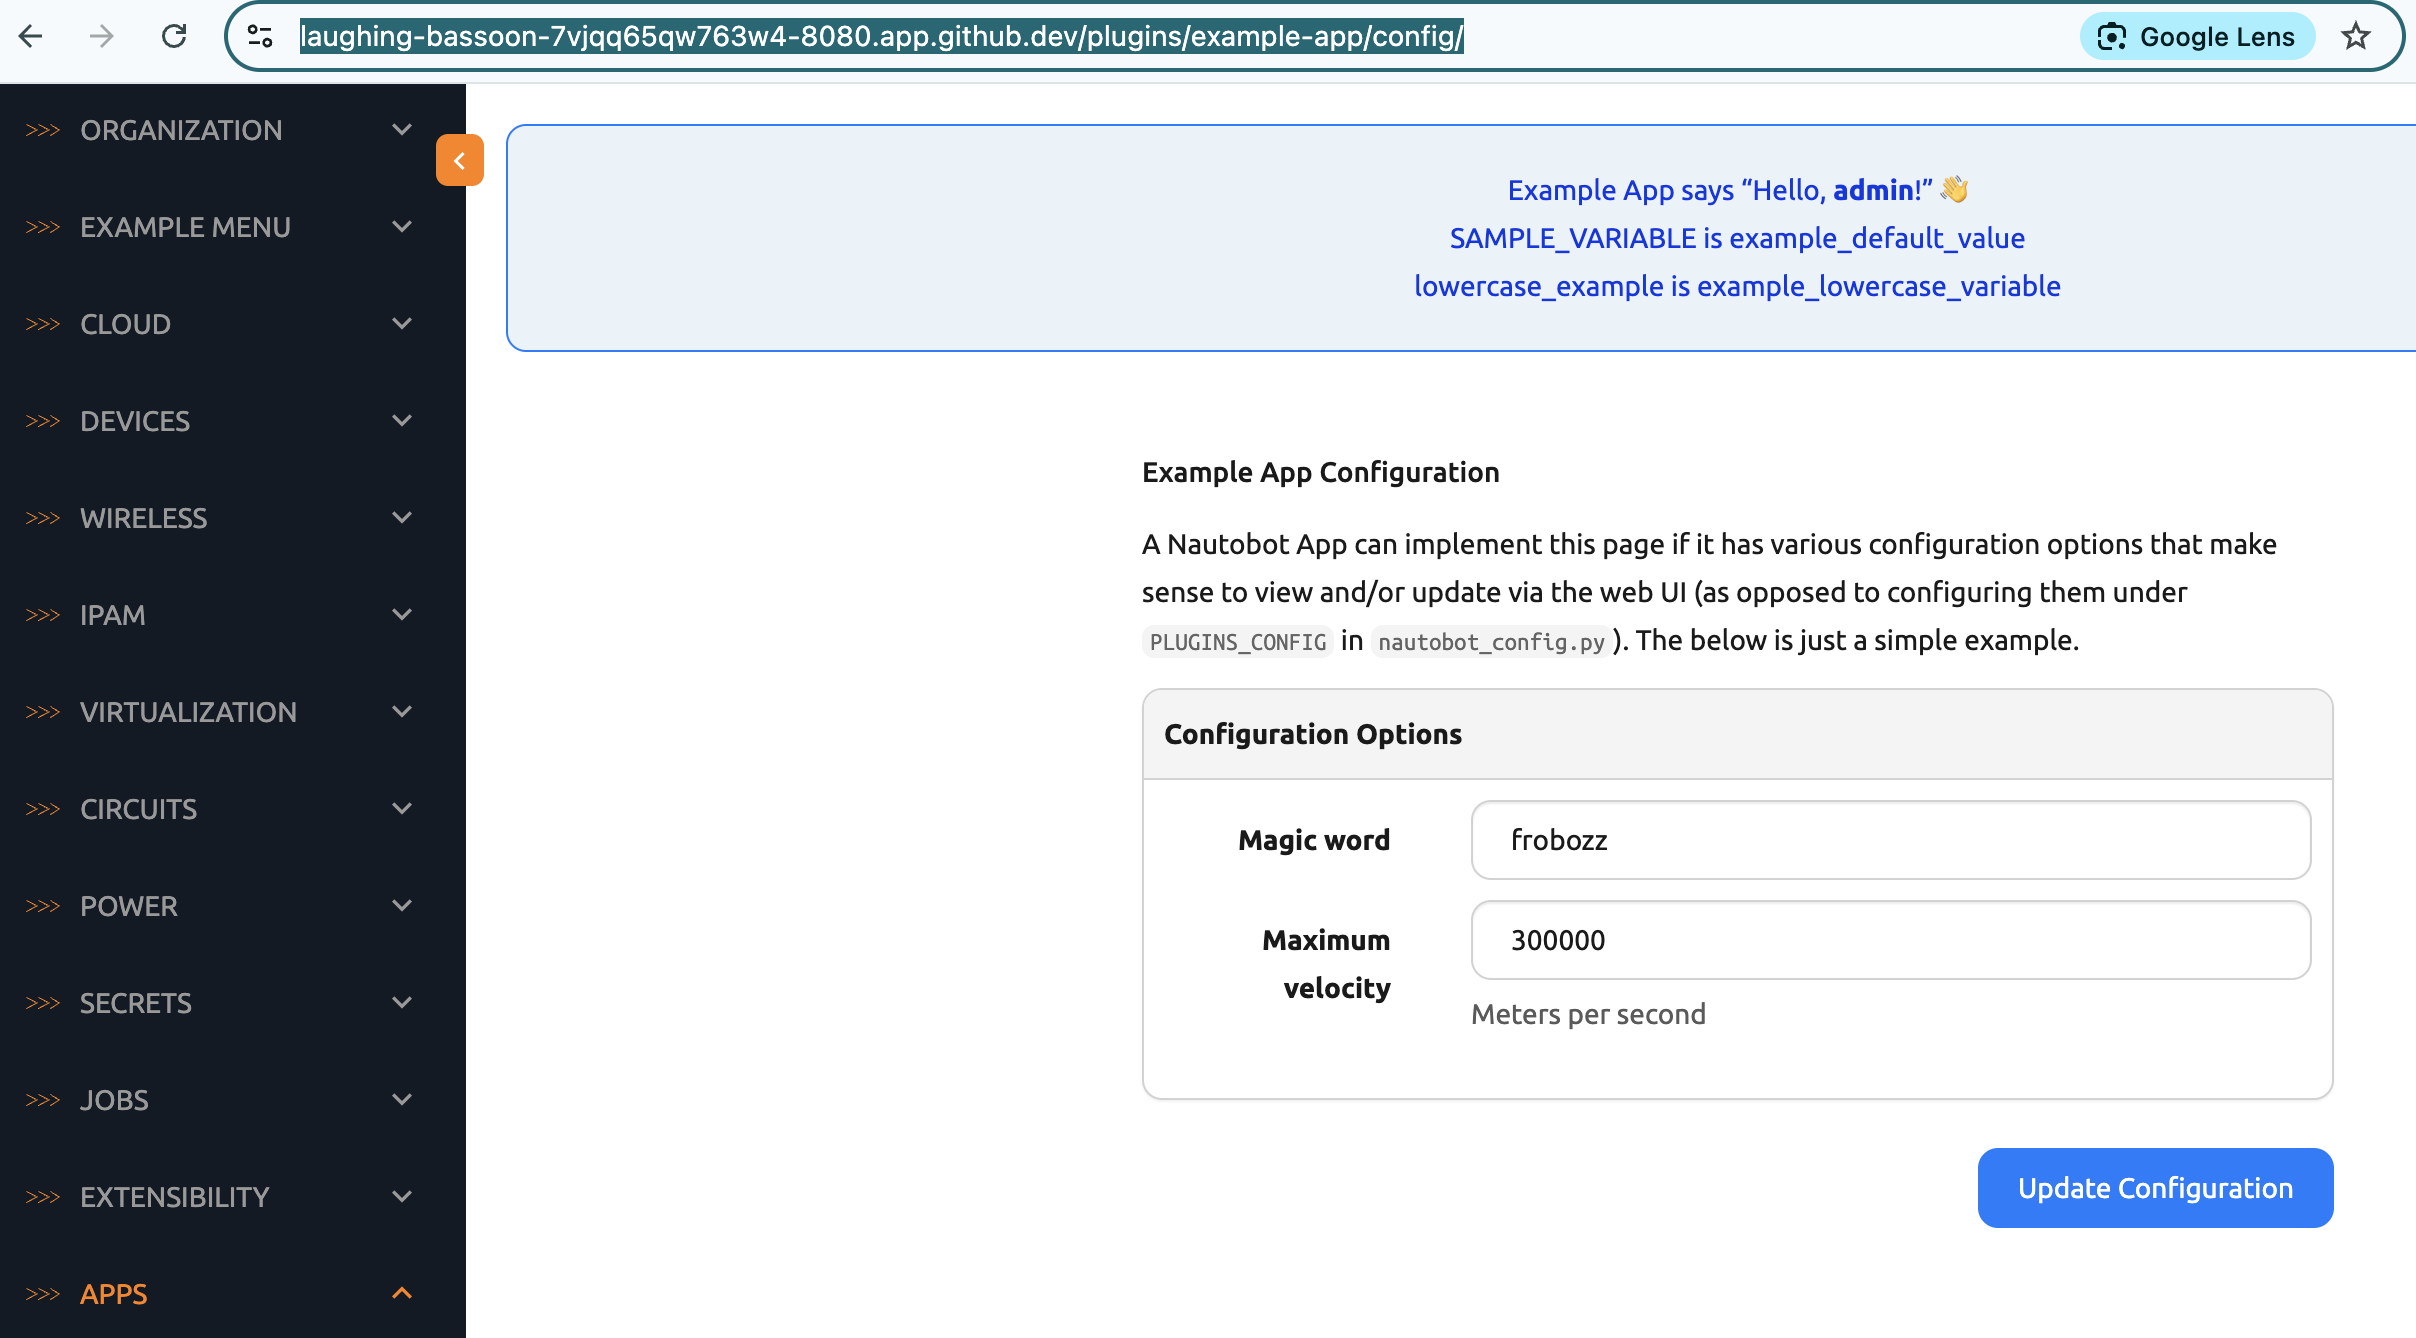 laughing-bassoon-7vjqq65qw763w4-8080.app.github.dev/plugins/example-app/config/
Google Lens
>>> ORGANIZATION
>>> EXAMPLE MENU
>>> CLOUD
>>> DEVICES
>>> WIRELESS
>>> IPAM
>>> VIRTUALIZATION
>>> CIRCUITS
>>> POWER
>>> SECRETS
>>> JOBS
>>> EXTENSIBILITY
>>> APPS
Example App says “Hello, admin!” 👋
SAMPLE_VARIABLE is example_default_value
lowercase_example is example_lowercase_variable
Example App Configuration
A Nautobot App can implement this page if it has various configuration options that make
sense to view and/or update via the web UI (as opposed to configuring them under
PLUGINS_CONFIG in nautobot_config.py). The below is just a simple example.
Configuration Options
Magic word
frobozz
Maximum
velocity
300000
Meters per second
Update Configuration